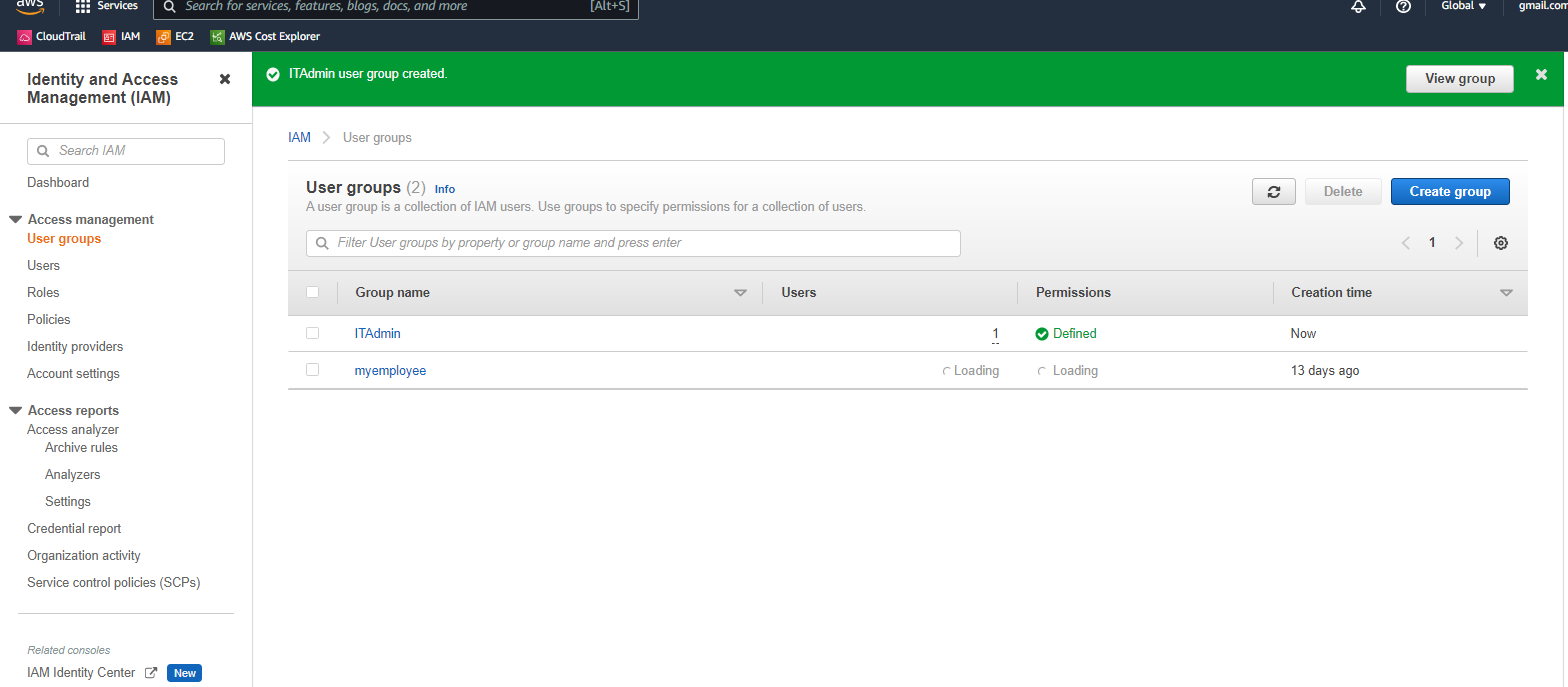 aws
Services
Search for services, features, blogs, docs, and more
[Alt+S]
Global
gmail.com
CloudTrail
IAM
EC2
AWS Cost Explorer
Identity and Access
Management (IAM)
Search IAM
Dashboard
Access management
User groups
Users
Roles
Policies
Identity providers
Account settings
Access reports
Access analyzer
Archive rules
Analyzers
Settings
Credential report
Organization activity
Service control policies (SCPs)
Related consoles
IAM Identity Center
New
ITAdmin user group created.
View group
IAM
User groups
User groups (2) Info
A user group is a collection of IAM users. Use groups to specify permissions for a collection of users.
Delete
Create group
Filter User groups by property or group name and press enter
1
Group name Users Permissions Creation time
ITAdmin 1 Defined Now
myemployee Loading Loading 13 days ago